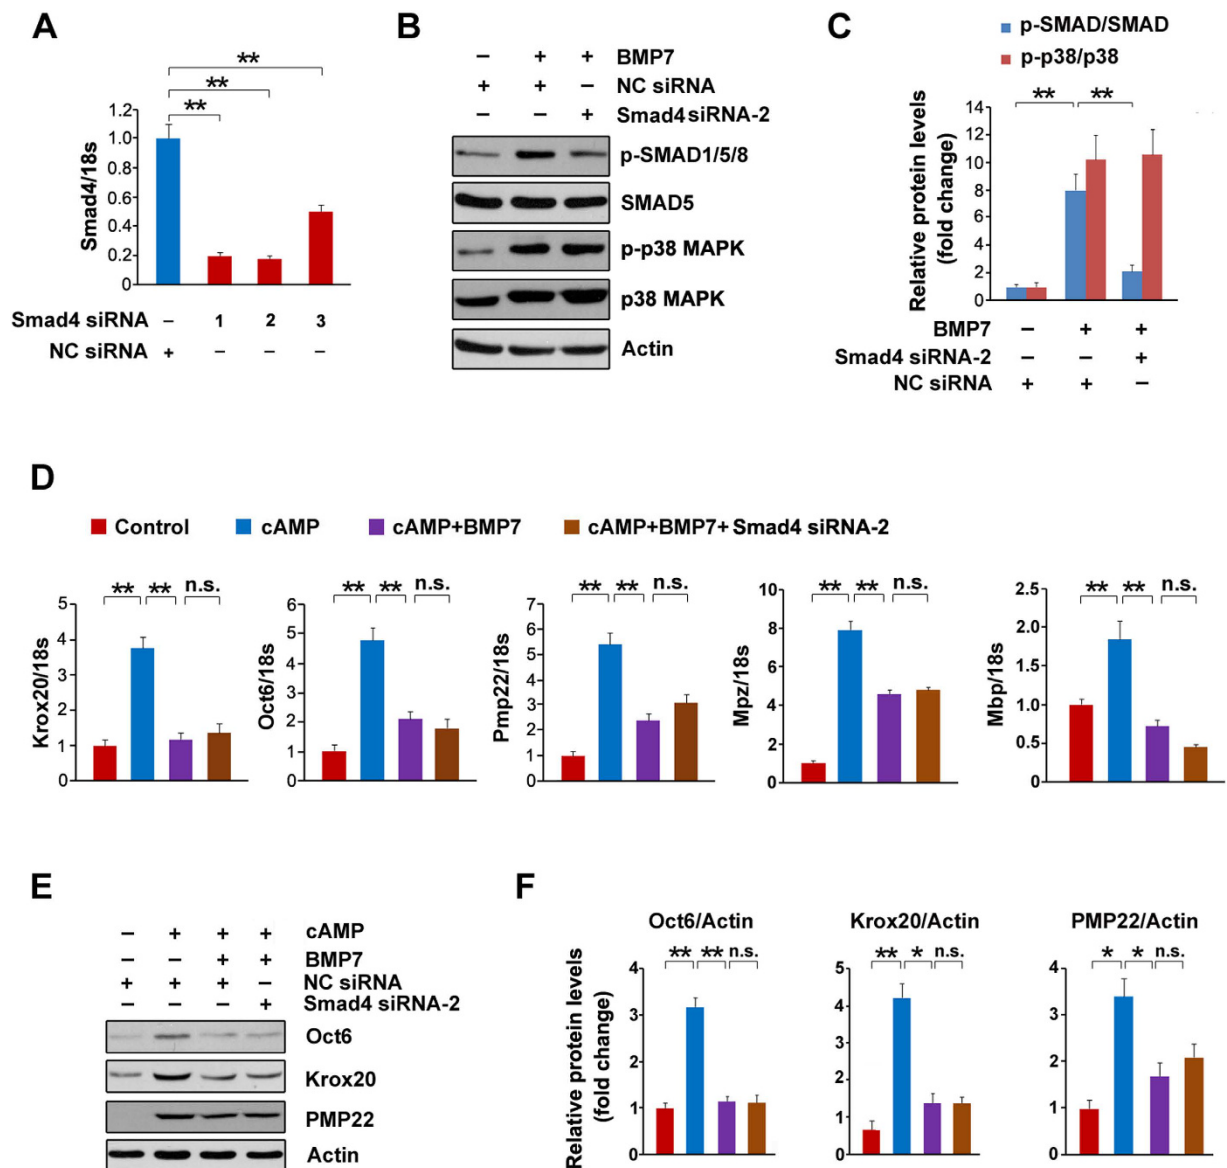 A
**
**
**
Smad4/18s
1.2
1.0
0.8
0.6
0.4
0.2
0
Smad4 siRNA – 1 2 3
NC siRNA + – – –
B
– + + BMP7
+ + – NC siRNA
– – + Smad4 siRNA-2
p-SMAD1/5/8
SMAD5
p-p38 MAPK
p38 MAPK
Actin
C
p-SMAD/SMAD
p-p38/p38
** **
Relative protein levels
(fold change)
14
12
10
8
6
4
2
0
BMP7 – + +
Smad4 siRNA-2 – – +
NC siRNA + + –
D
Control cAMP cAMP+BMP7 cAMP+BMP7+Smad4 siRNA-2
** ** n.s.
Krox20/18s
5
4
3
2
1
0
** ** n.s.
Oct6/18s
6
5
4
3
2
1
0
** ** n.s.
Pmp22/18s
7
6
5
4
3
2
1
0
** ** n.s.
Mpz/18s
10
8
6
4
2
0
** ** n.s.
Mbp/18s
2.5
2.0
1.5
1.0
0.5
0
E
– + + + cAMP
– – + + BMP7
+ + + – NC siRNA
– – – + Smad4 siRNA-2
Oct6
Krox20
PMP22
Actin
F
Relative protein levels
(fold change)
Oct6/Actin
** ** n.s.
4
3
2
1
0
Krox20/Actin
** * n.s.
5
4
3
2
1
0
PMP22/Actin
* * n.s.
4
3
2
1
0